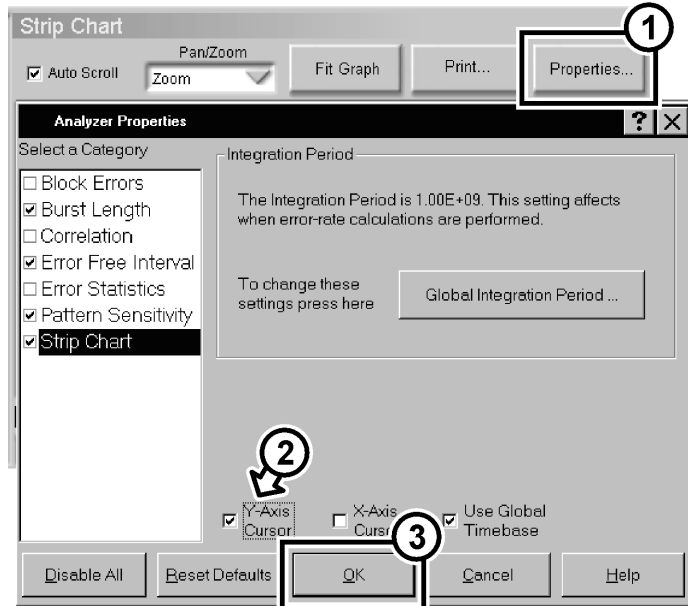 Strip Chart
1
Pan/Zoom
Auto Scroll
Zoom
Fit Graph
Print...
Properties...
Analyzer Properties
?
Select a Category
Block Errors
Burst Length
Correlation
Error Free Interval
Error Statistics
Pattern Sensitivity
Strip Chart
Integration Period
The Integration Period is 1.00E+09. This setting affects
when error-rate calculations are performed.
To change these
settings press here
Global Integration Period ...
2
Y-Axis
Cursor
X-Axis
Use Global
Timebase
3
Disable All
Reset Defaults
OK
Cancel
Help